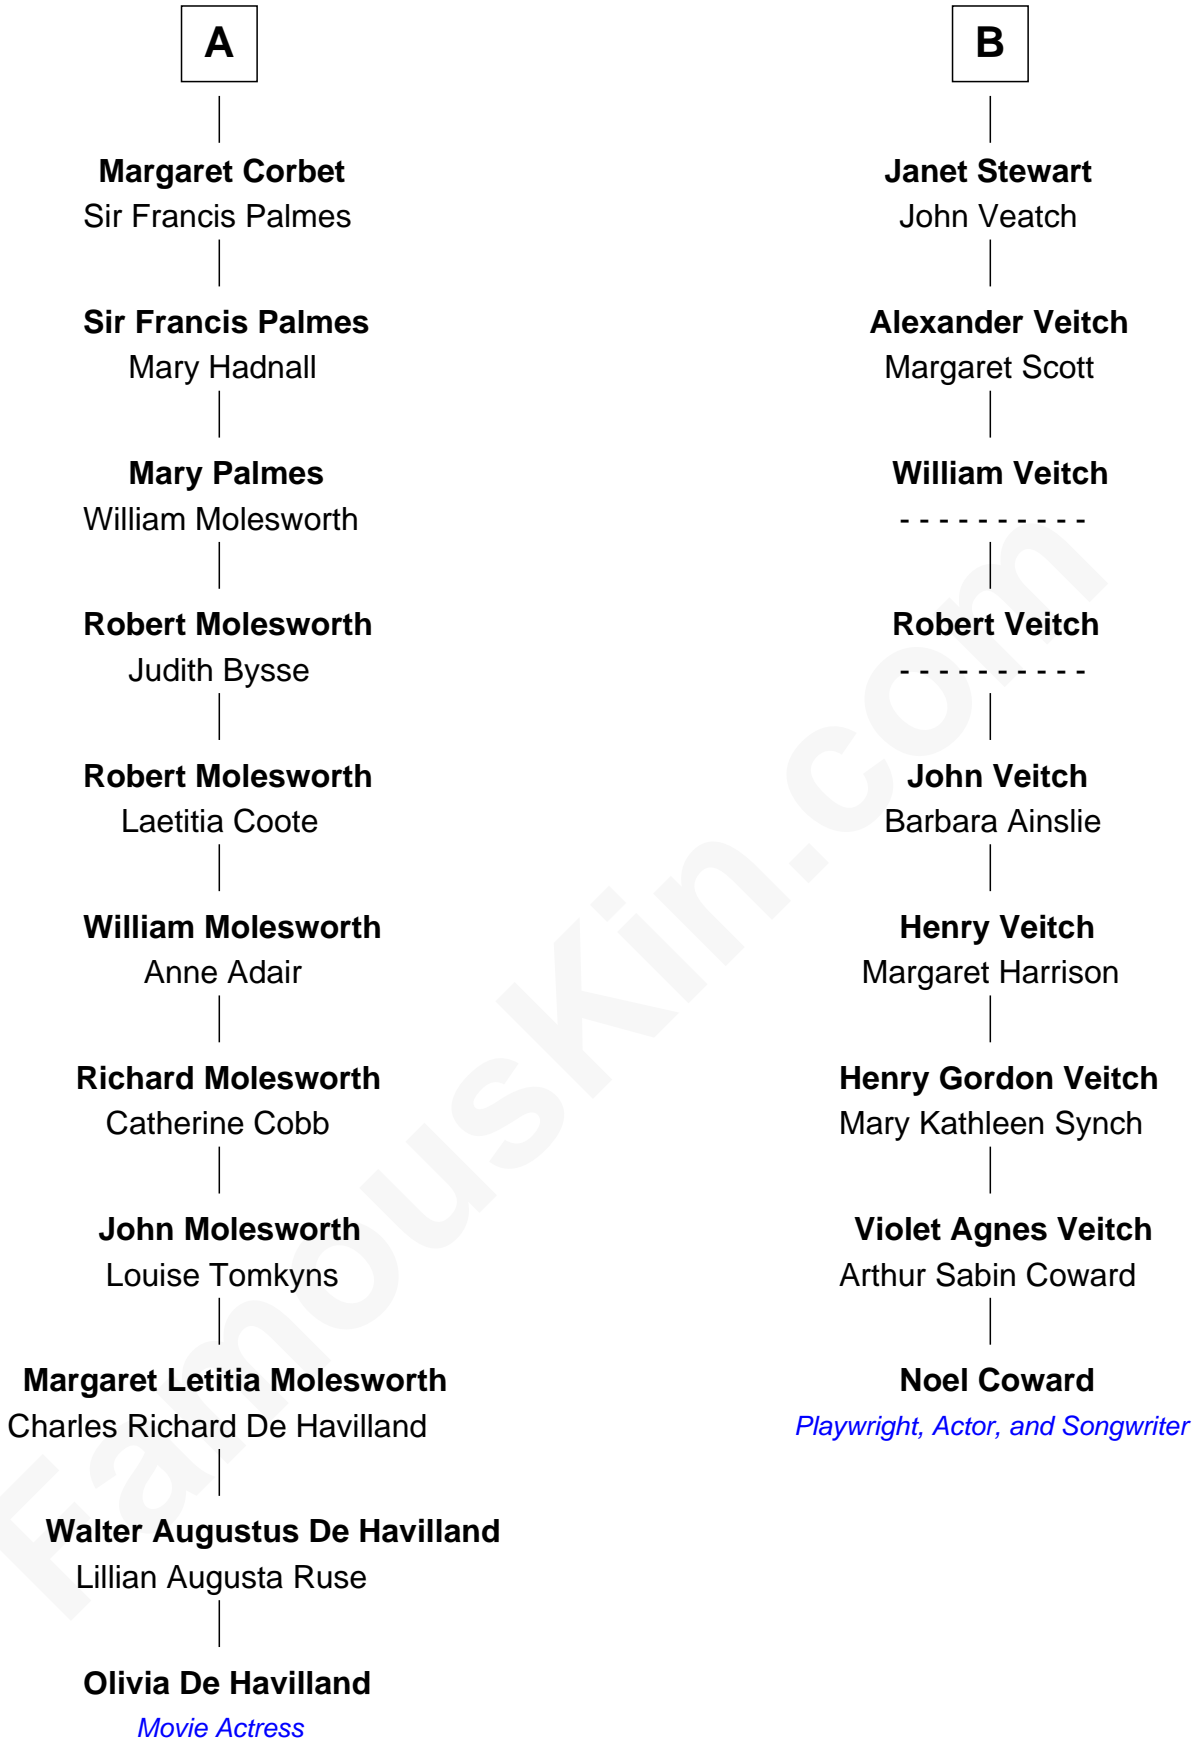 A
Margaret Corbet
Sir Francis Palmes
Sir Francis Palmes
Mary Hadnall
Mary Palmes
William Molesworth
Robert Molesworth
Judith Bysse
Robert Molesworth
Laetitia Coote
William Molesworth
Anne Adair
Richard Molesworth
Catherine Cobb
John Molesworth
Louise Tomkyns
Margaret Letitia Molesworth
Charles Richard De Havilland
Walter Augustus De Havilland
Lillian Augusta Ruse
Olivia De Havilland
Movie Actress
B
Janet Stewart
John Veatch
Alexander Veitch
Margaret Scott
William Veitch
- - - - - - - - - -
Robert Veitch
- - - - - - - - - -
John Veitch
Barbara Ainslie
Henry Veitch
Margaret Harrison
Henry Gordon Veitch
Mary Kathleen Synch
Violet Agnes Veitch
Arthur Sabin Coward
Noel Coward
Playwright, Actor, and Songwriter
FamousKin.com